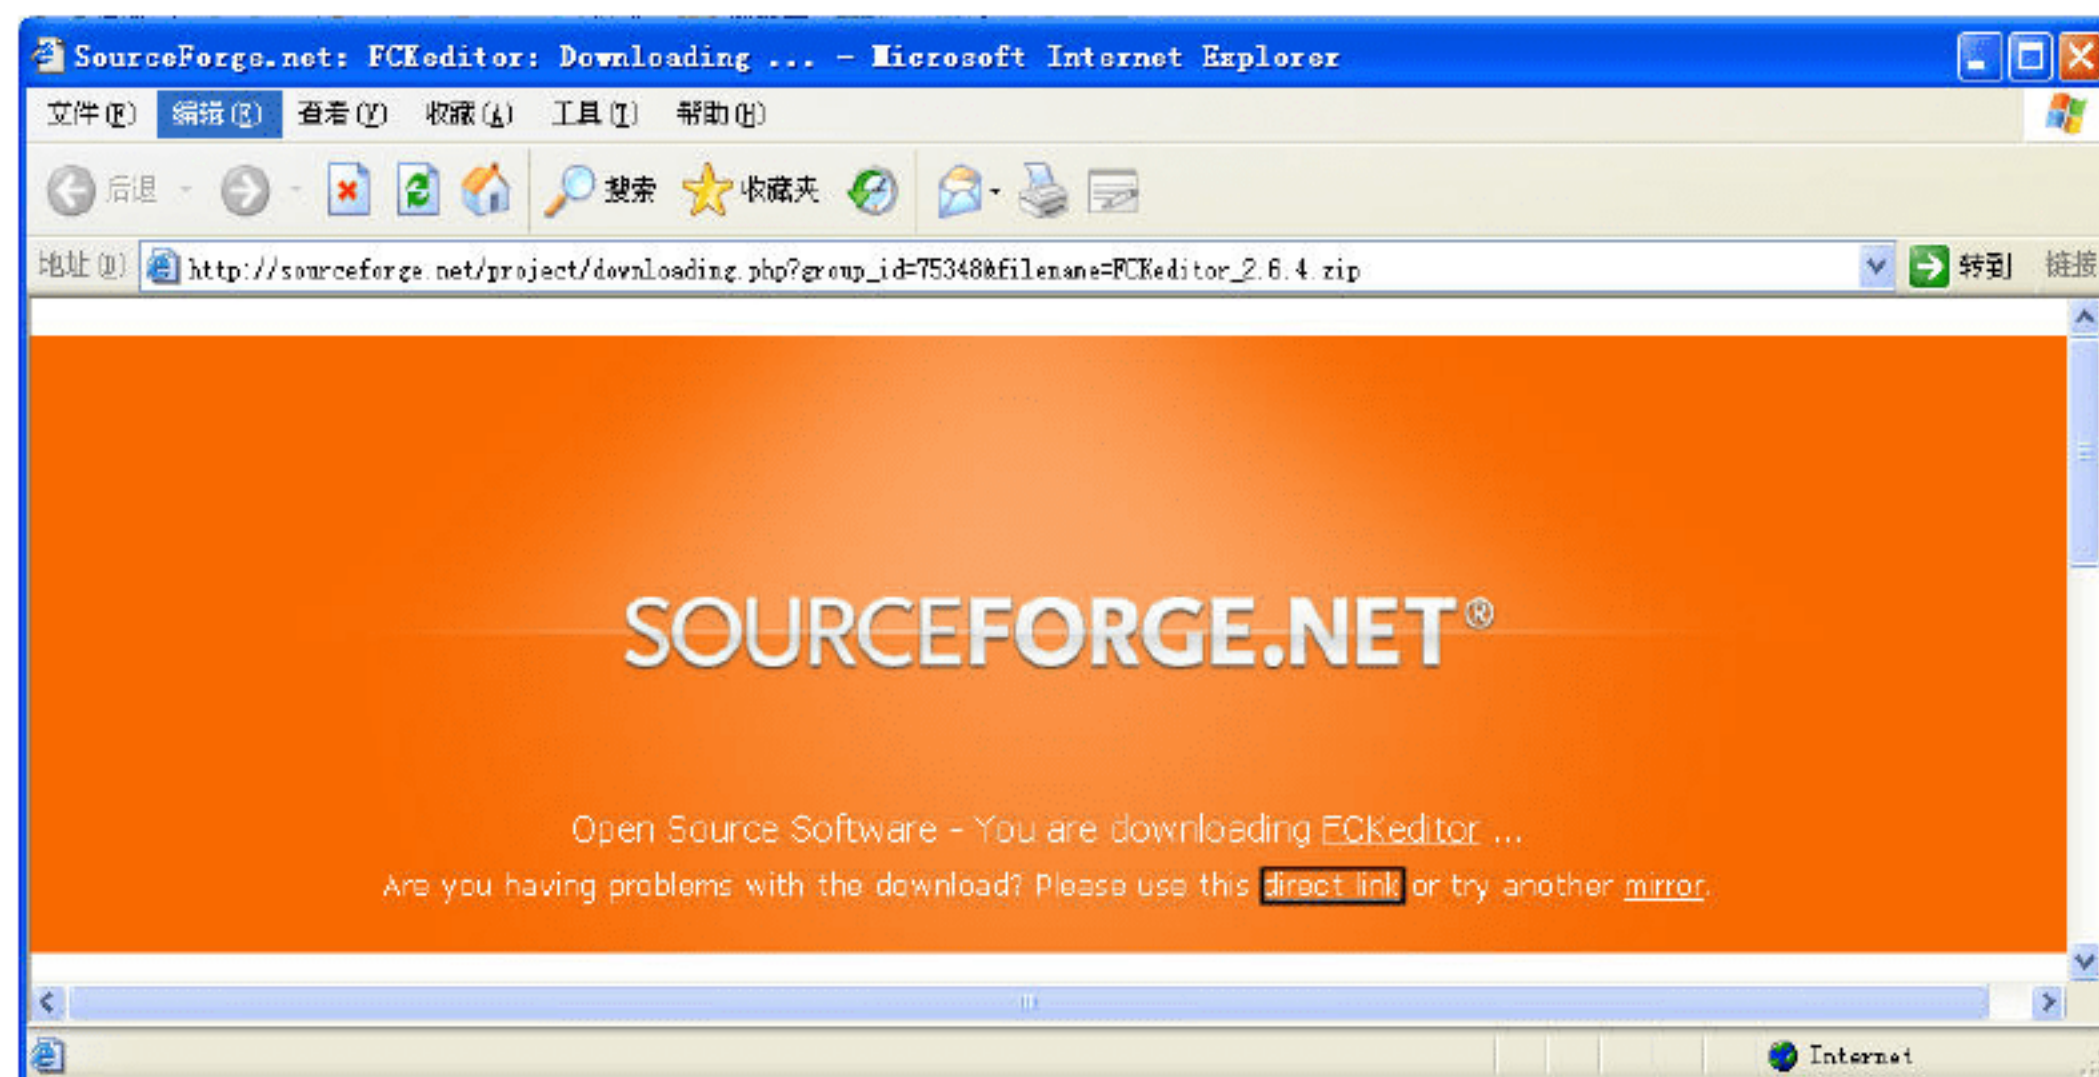 SourceForge.net: FCKeditor: Downloading ... - Microsoft Internet Explorer
文件(F) 编辑(E) 查看(V) 收藏(A) 工具(T) 帮助(H)
后退 搜索 收藏夹
地址(D) http://sourceforge.net/project/downloading.php?group_id=75348&filename=FCKeditor_2.6.4.zip 转到 链接
SOURCEFORGE.NET®
Open Source Software - You are downloading FCKeditor ...
Are you having problems with the download? Please use this direct link or try another mirror.
Internet